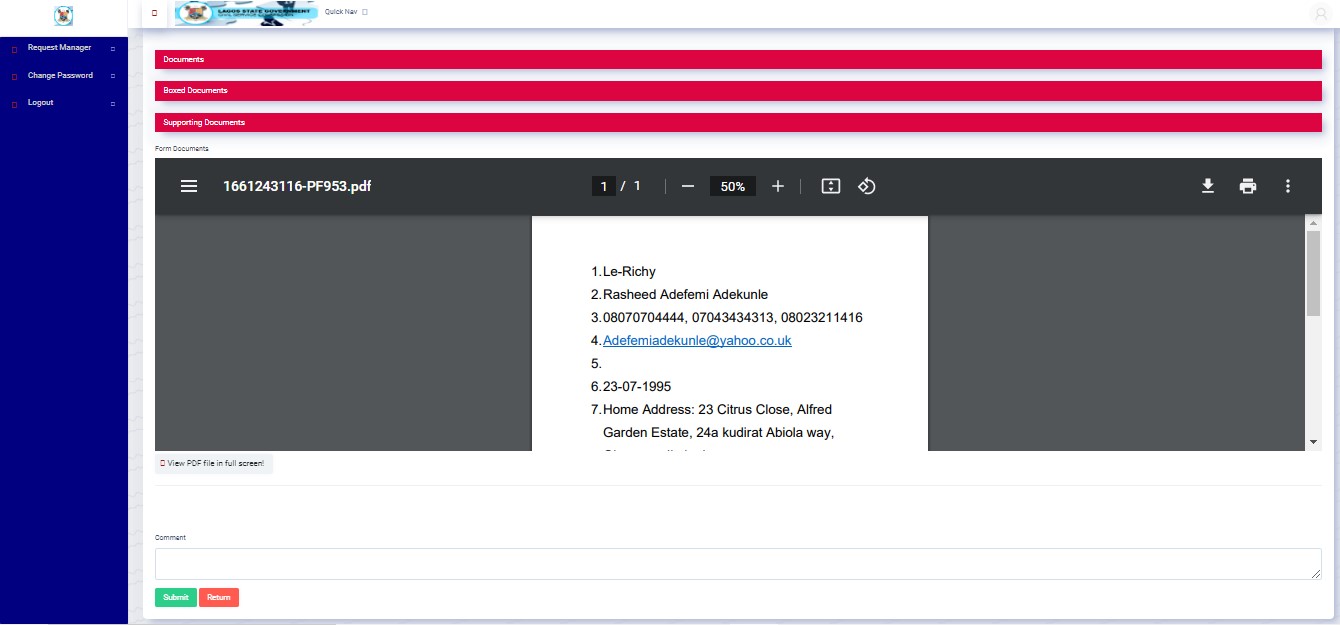 LAGOS STATE GOVERNMENT
Quick Nav
Request Manager
Change Password
Logout
Documents
Boxed Documents
Supporting Documents
Form Documents
1661243116-PF953.pdf
1 / 1
50%
1.Le-Richy
2.Rasheed Adefemi Adekunle
3.08070704444, 07043434313, 08023211416
4.Adefemiadekunle@yahoo.co.uk
5.
6.23-07-1995
7.Home Address: 23 Citrus Close, Alfred
Garden Estate, 24a kudirat Abiola way,
View PDF file in full screen!
Comment
Submit Return